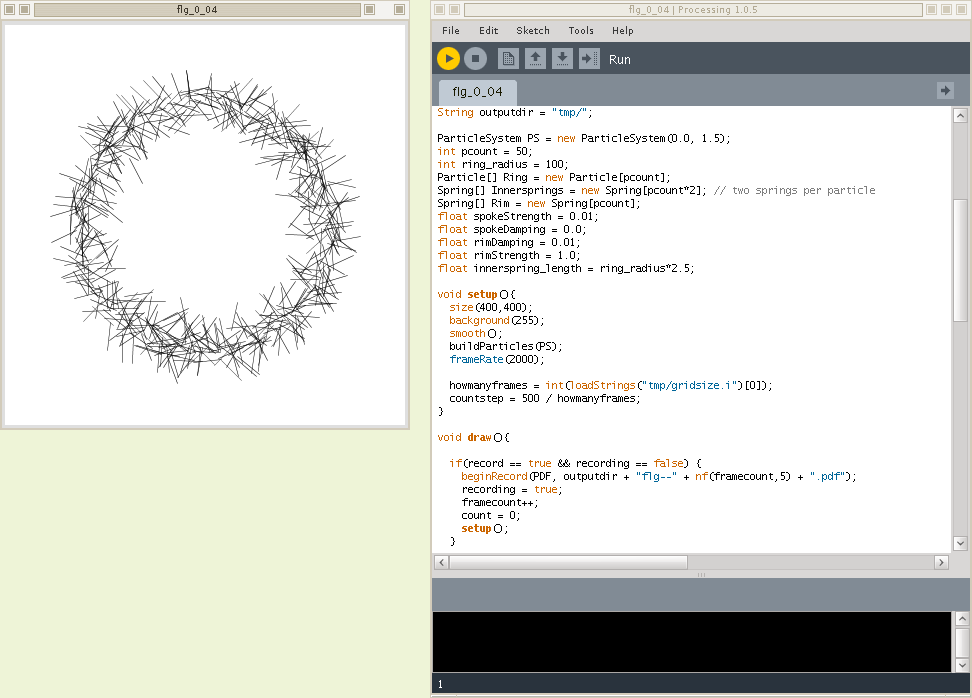 flg_0_04
flg_0_04 | Processing 1.0.5
File Edit Sketch Tools Help
Run
flg_0_04
String outputdir = "tmp/";
ParticleSystem PS = new ParticleSystem(0.0, 1.5);
int pcount = 50;
int ring_radius = 100;
Particle[] Ring = new Particle[pcount];
Spring[] Innersprings = new Spring[pcount*2]; // two springs per particle
Spring[] Rim = new Spring[pcount];
float spokeStrength = 0.01;
float spokeDamping = 0.0;
float rimDamping = 0.01;
float rimStrength = 1.0;
float innerspring_length = ring_radius*2.5;
void setup(){
size(400,400);
background(255);
smooth();
buildParticles(PS);
frameRate(2000);
howmanyframes = int(loadStrings("tmp/gridsize.i")[0]);
countstep = 500 / howmanyframes;
}
void draw(){
if(record == true && recording == false) {
beginRecord(PDF, outputdir + "flg--" + nf(framecount,5) + ".pdf");
recording = true;
framecount++;
count = 0;
setup();
}
1